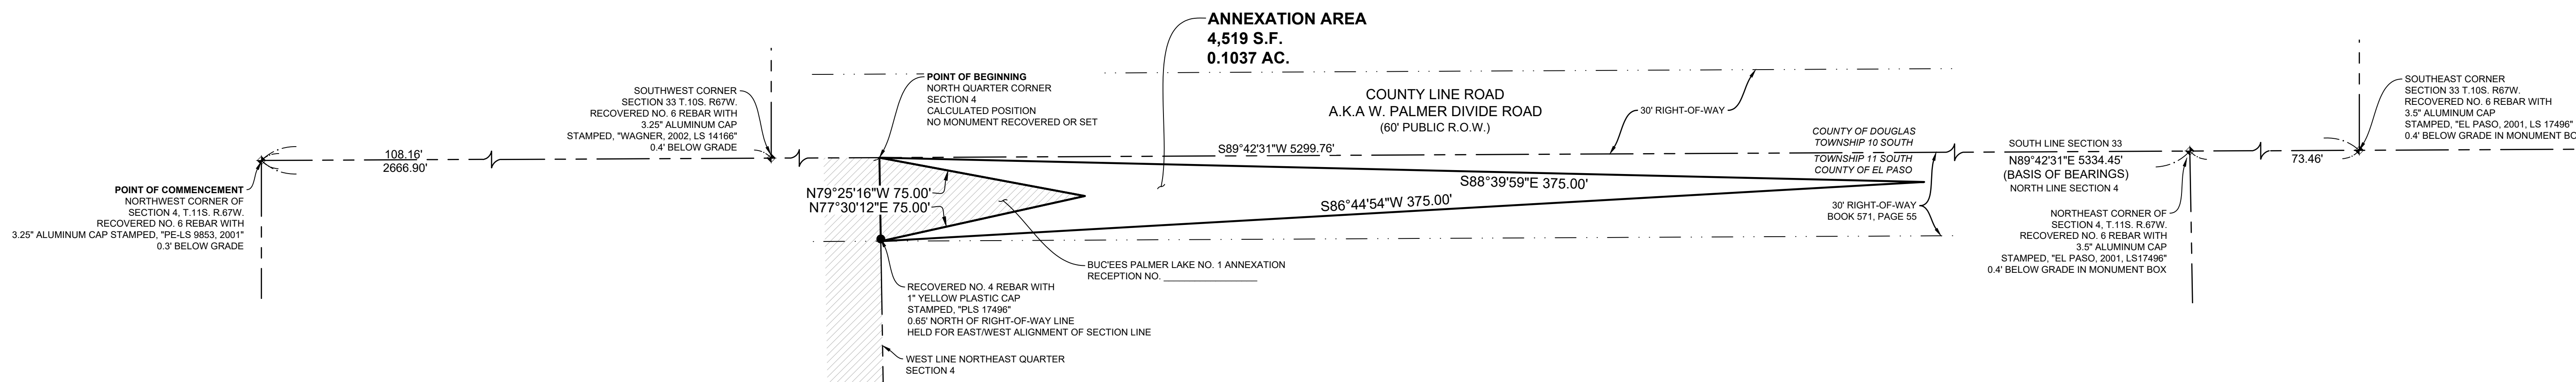 ANNEXATION AREA
4,519 S.F.
0.1037 AC.
POINT OF BEGINNING
NORTH QUARTER CORNER
SECTION 4
CALCULATED POSITION
NO MONUMENT RECOVERED OR SET
SOUTHWEST CORNER
SECTION 33 T.10S. R67W.
RECOVERED NO. 6 REBAR WITH
3.25" ALUMINUM CAP
STAMPED, "WAGNER, 2002, LS 14166"
0.4' BELOW GRADE
COUNTY LINE ROAD
A.K.A W. PALMER DIVIDE ROAD
(60' PUBLIC R.O.W.)
30' RIGHT-OF-WAY
SOUTHEAST CORNER
SECTION 33 T.10S. R67W.
RECOVERED NO. 6 REBAR WITH
3.5" ALUMINUM CAP
STAMPED, "EL PASO, 2001, LS 17496"
0.4' BELOW GRADE IN MONUMENT BO
COUNTY OF DOUGLAS
TOWNSHIP 10 SOUTH
TOWNSHIP 11 SOUTH
COUNTY OF EL PASO
108.16'
2666.90'
S89°42'31"W 5299.76'
SOUTH LINE SECTION 33
N89°42'31"E 5334.45'
(BASIS OF BEARINGS)
NORTH LINE SECTION 4
73.46'
POINT OF COMMENCEMENT
NORTHWEST CORNER OF
SECTION 4, T.11S. R.67W.
RECOVERED NO. 6 REBAR WITH
3.25" ALUMINUM CAP STAMPED, "PE-LS 9853, 2001"
0.3' BELOW GRADE
N79°25'16"W 75.00'
N77°30'12"E 75.00'
S88°39'59"E 375.00'
S86°44'54"W 375.00'
30' RIGHT-OF-WAY
BOOK 571, PAGE 55
NORTHEAST CORNER OF
SECTION 4, T.11S. R.67W.
RECOVERED NO. 6 REBAR WITH
3.5" ALUMINUM CAP
STAMPED, "EL PASO, 2001, LS17496"
0.4' BELOW GRADE IN MONUMENT BOX
BUC'EES PALMER LAKE NO. 1 ANNEXATION
RECEPTION NO. ____________________
RECOVERED NO. 4 REBAR WITH
1" YELLOW PLASTIC CAP
STAMPED, "PLS 17496"
0.65' NORTH OF RIGHT-OF-WAY LINE
HELD FOR EAST/WEST ALIGNMENT OF SECTION LINE
WEST LINE NORTHEAST QUARTER
SECTION 4